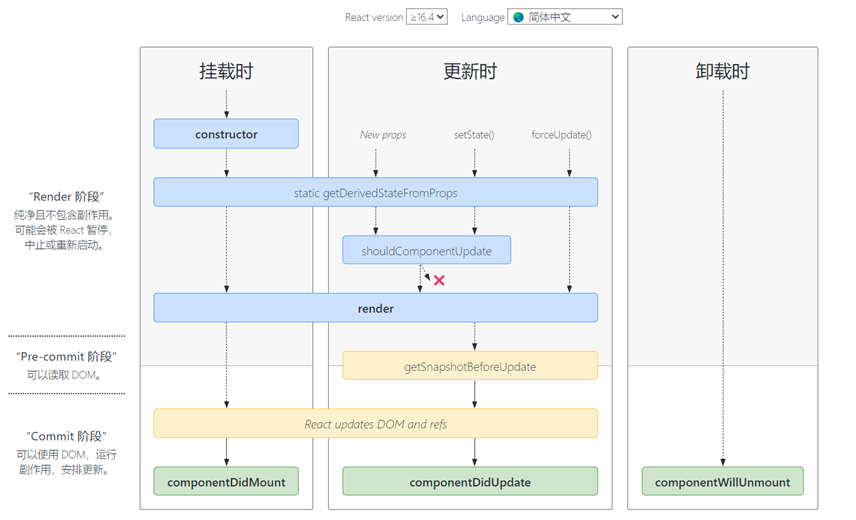 React version ≥16.4 Language 简体中文
挂载时 更新时 卸载时
constructor
New props setState() forceUpdate()
static getDerivedStateFromProps
“Render 阶段”
纯净且不包含副作用。
可能会被 React 暂停，
中止或重新启动。
shouldComponentUpdate
render
“Pre-commit 阶段”
可以读取 DOM。
getSnapshotBeforeUpdate
React updates DOM and refs
“Commit 阶段”
可以使用 DOM，运行
副作用，安排更新。
componentDidMount componentDidUpdate componentWillUnmount